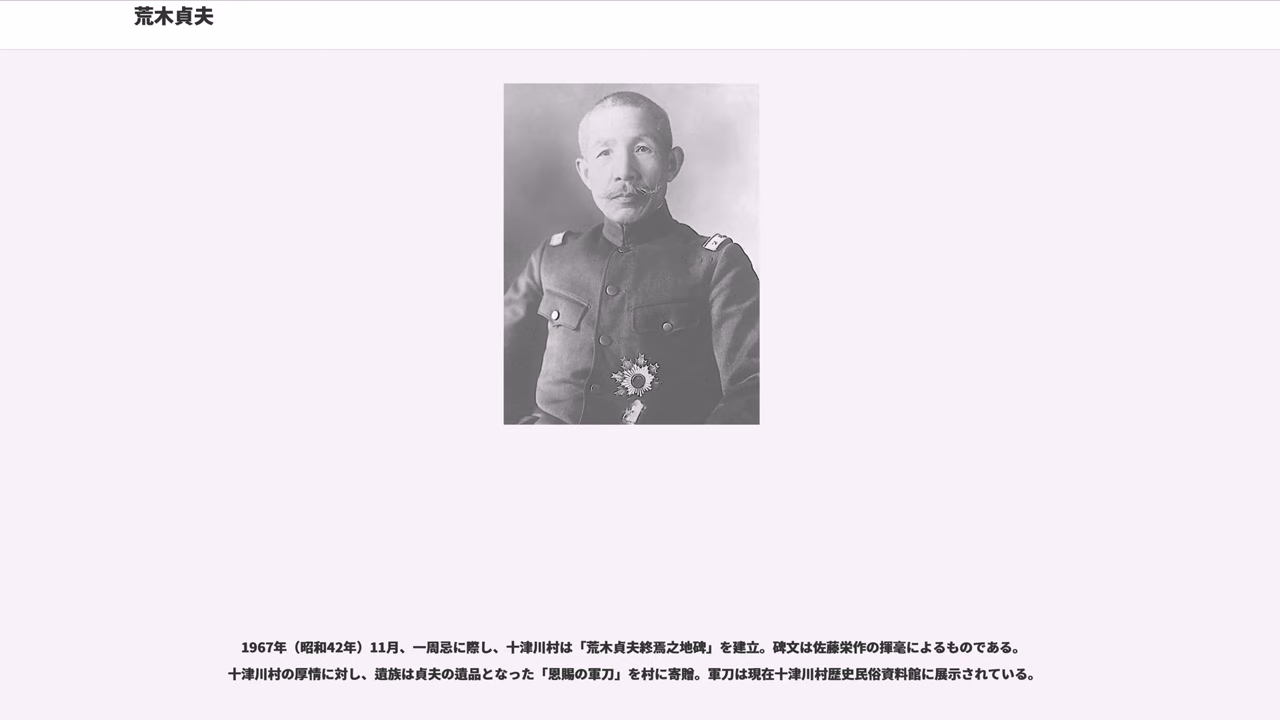 荒木貞夫
1967年（昭和42年）11月、一周忌に際し、十津川村は「荒木貞夫終焉之地碑」を建立。碑文は佐藤栄作の揮毫によるものである。
十津川村の厚情に対し、遺族は貞夫の遺品となった「恩賜の軍刀」を村に寄贈。軍刀は現在十津川村歴史民俗資料館に展示されている。